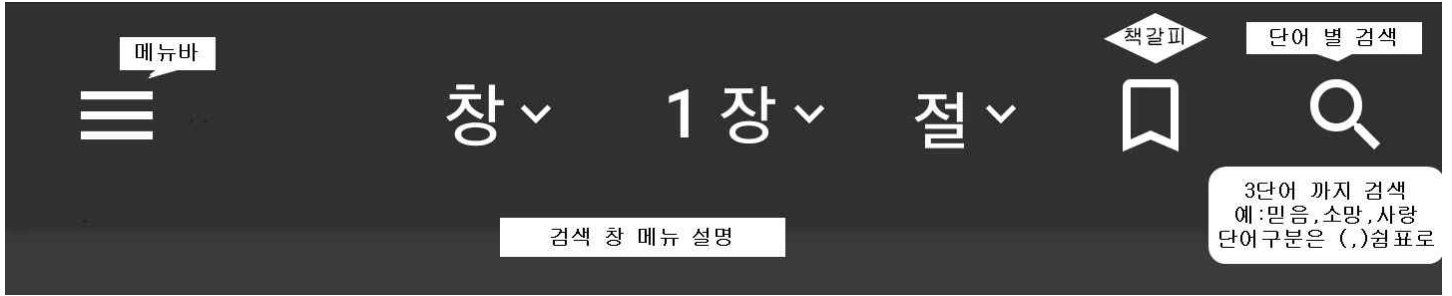 메뉴바
책갈피
단어 별 검색
창
1 장
절
3단어 까지 검색
예:믿음,소망,사랑
단어구분은 (,)쉼표로
검색 창 메뉴 설명